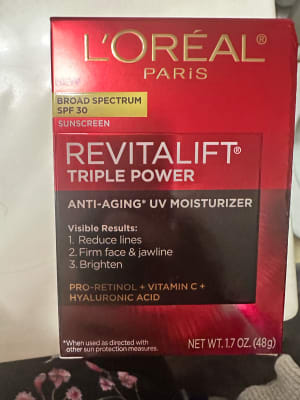 L'ORÉAL®
PARiS
NEW
BROAD SPECTRUM
SPF 30
SUNSCREEN
REVITALIFT®
TRIPLE POWER
ANTI-AGING* UV MOISTURIZER
Visible Results:
1. Reduce lines
2. Firm face & jawline
3. Brighten
PRO-RETINOL + VITAMIN C +
HYALURONIC ACID
*When used as directed with
other sun protection measures.
NET WT. 1.7 OZ. (48g)